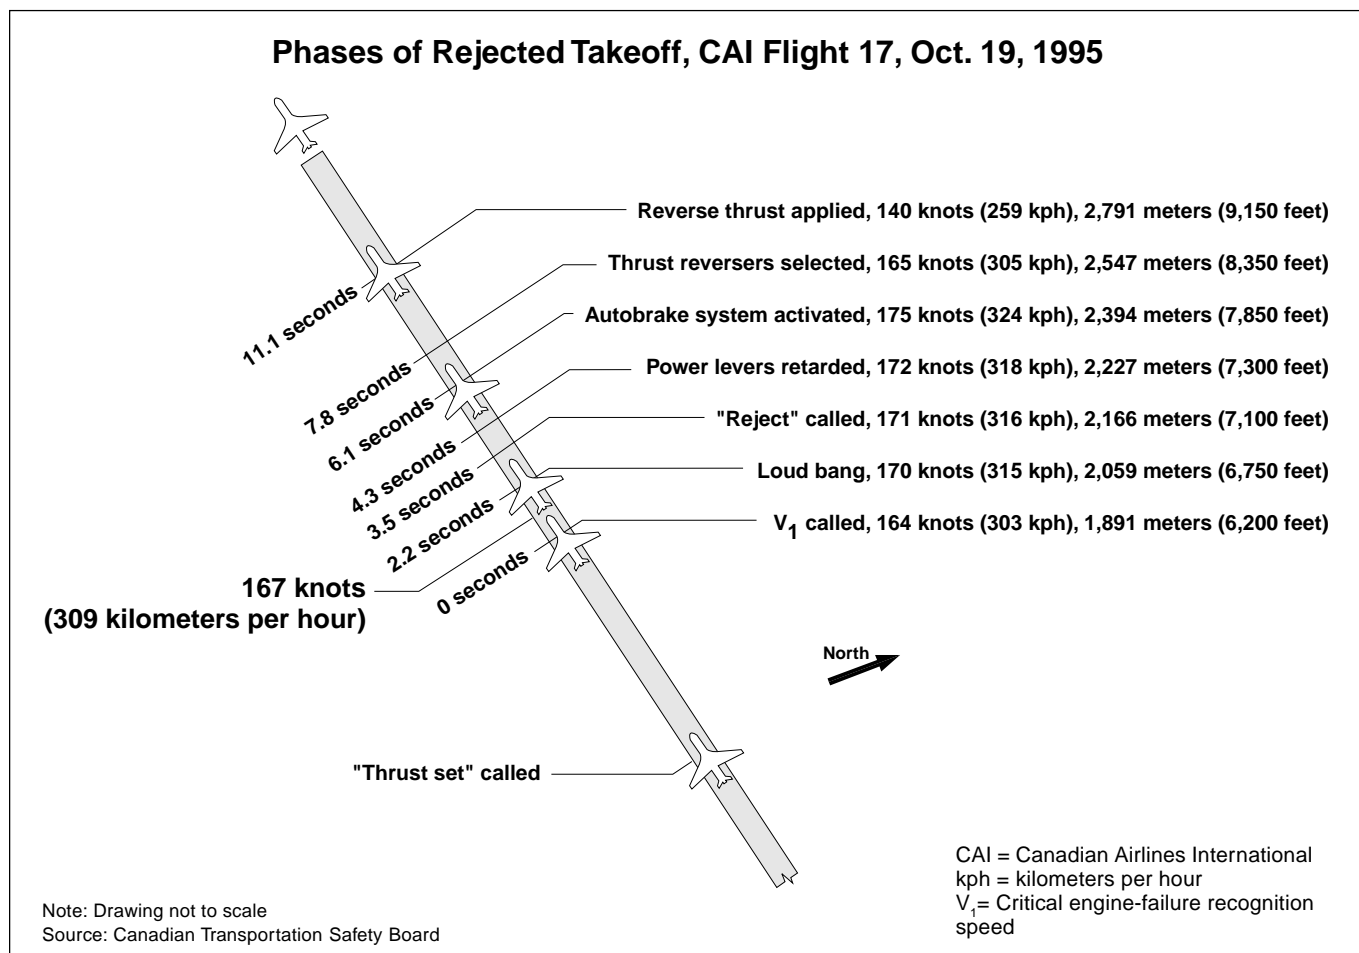 Phases of Rejected Takeoff, CAI Flight 17, Oct. 19, 1995
Reverse thrust applied, 140 knots (259 kph), 2,791 meters (9,150 feet)
Thrust reversers selected, 165 knots (305 kph), 2,547 meters (8,350 feet)
Autobrake system activated, 175 knots (324 kph), 2,394 meters (7,850 feet)
Power levers retarded, 172 knots (318 kph), 2,227 meters (7,300 feet)
"Reject" called, 171 knots (316 kph), 2,166 meters (7,100 feet)
Loud bang, 170 knots (315 kph), 2,059 meters (6,750 feet)
V1 called, 164 knots (303 kph), 1,891 meters (6,200 feet)
11.1 seconds
7.8 seconds
6.1 seconds
4.3 seconds
3.5 seconds
2.2 seconds
0 seconds
167 knots
(309 kilometers per hour)
North
"Thrust set" called
CAI = Canadian Airlines International
kph = kilometers per hour
V1= Critical engine-failure recognition
speed
Note: Drawing not to scale
Source: Canadian Transportation Safety Board